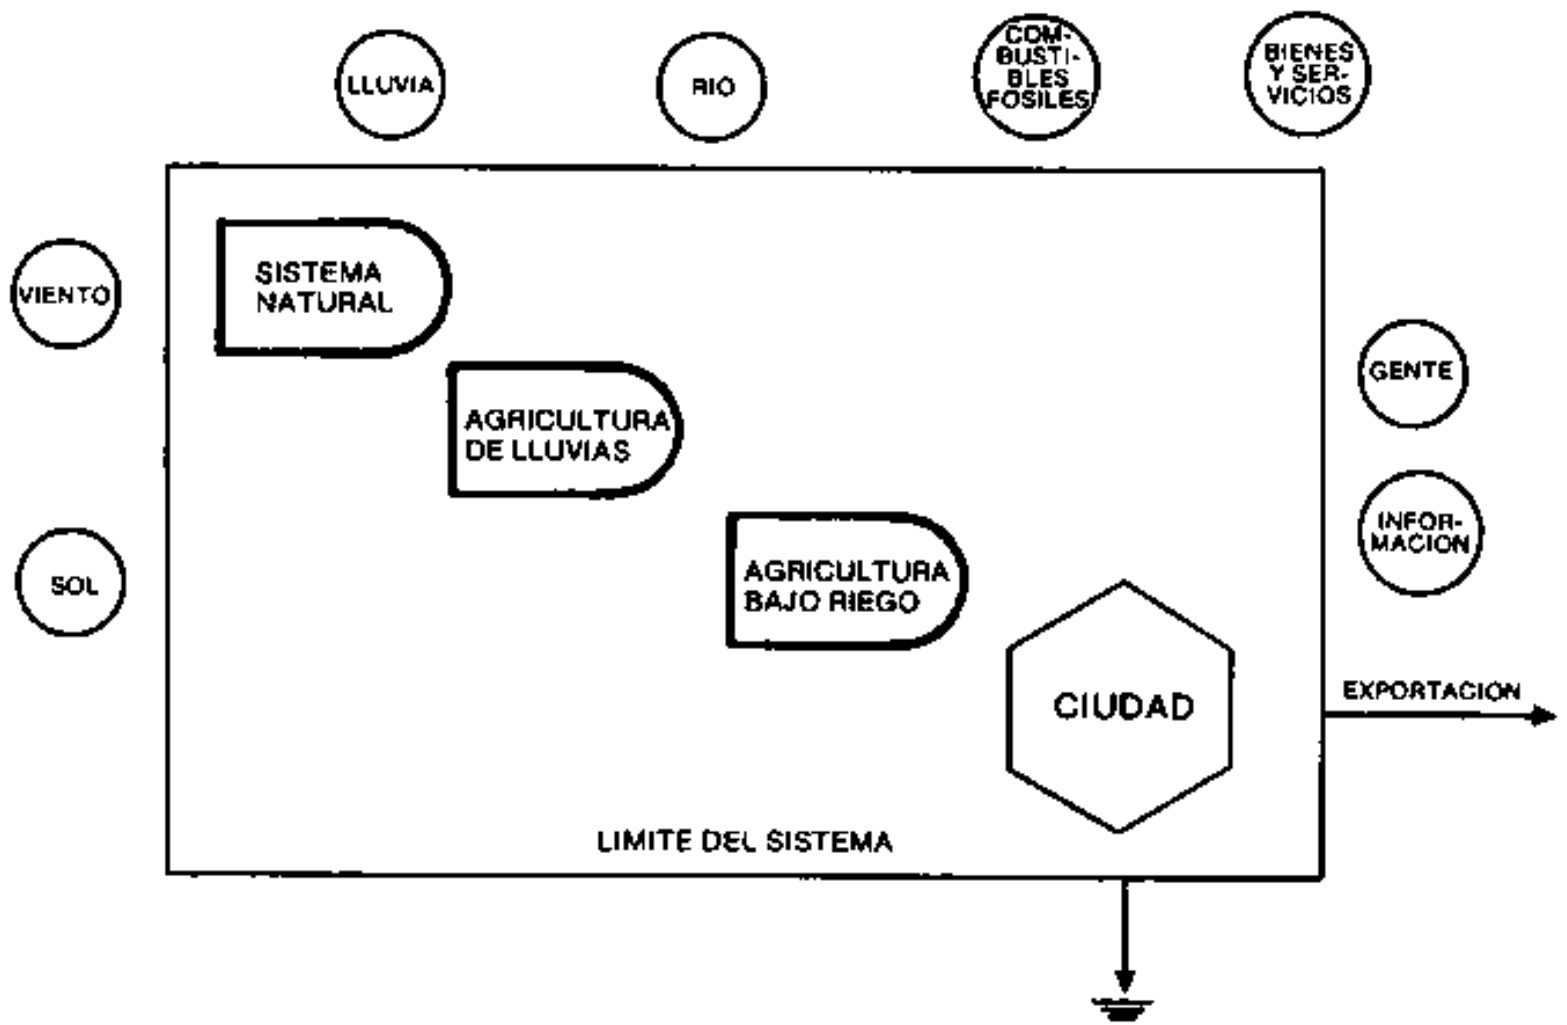 LLUVIA
RIO
COM-
BUSTI-
BLES
FOSILES
BIENES
Y SER-
VICIOS
VIENTO
SISTEMA
NATURAL
GENTE
AGRICULTURA
DE LLUVIAS
INFOR-
MACION
SOL
AGRICULTURA
BAJO RIEGO
CIUDAD
EXPORTACION
LIMITE DEL SISTEMA